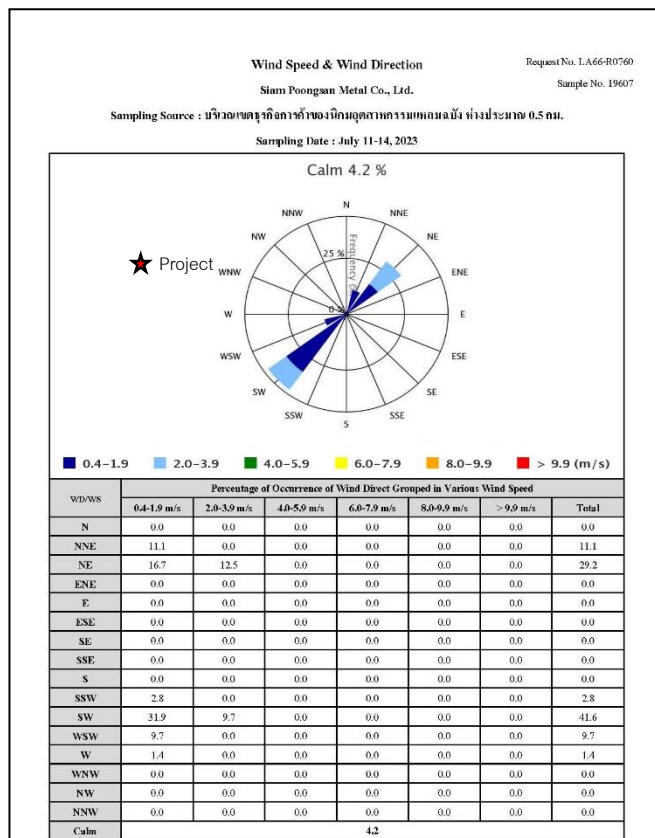 Wind Speed & Wind Direction
Request No. LA66-R0760
Siam Poongsan Metal Co., Ltd.
Sample No. 19607
Sampling Source : บริเวณเขตธุรกิจการค้าของนิคมอุตสาหกรรมแหลมฉบัง ห่างประมาณ 0.5 กม.
Sampling Date : July 11-14, 2023
Calm 4.2 %
N
NNW
NNE
NW
NE
Project
25 %
Frequency
WNW
ENE
0 %
W
E
WSW
ESE
SW
SE
SSW
SSE
S
0.4-1.9 2.0-3.9 4.0-5.9 6.0-7.9 8.0-9.9 > 9.9 (m/s)
WD/WS Percentage of Occurrence of Wind Direct Grouped in Various Wind Speed
0.4-1.9 m/s 2.0-3.9 m/s 4.0-5.9 m/s 6.0-7.9 m/s 8.0-9.9 m/s > 9.9 m/s Total
N 0.0 0.0 0.0 0.0 0.0 0.0 0.0
NNE 11.1 0.0 0.0 0.0 0.0 0.0 11.1
NE 16.7 12.5 0.0 0.0 0.0 0.0 29.2
ENE 0.0 0.0 0.0 0.0 0.0 0.0 0.0
E 0.0 0.0 0.0 0.0 0.0 0.0 0.0
ESE 0.0 0.0 0.0 0.0 0.0 0.0 0.0
SE 0.0 0.0 0.0 0.0 0.0 0.0 0.0
SSE 0.0 0.0 0.0 0.0 0.0 0.0 0.0
S 0.0 0.0 0.0 0.0 0.0 0.0 0.0
SSW 2.8 0.0 0.0 0.0 0.0 0.0 2.8
SW 31.9 9.7 0.0 0.0 0.0 0.0 41.6
WSW 9.7 0.0 0.0 0.0 0.0 0.0 9.7
W 1.4 0.0 0.0 0.0 0.0 0.0 1.4
WNW 0.0 0.0 0.0 0.0 0.0 0.0 0.0
NW 0.0 0.0 0.0 0.0 0.0 0.0 0.0
NNW 0.0 0.0 0.0 0.0 0.0 0.0 0.0
Calm 4.2